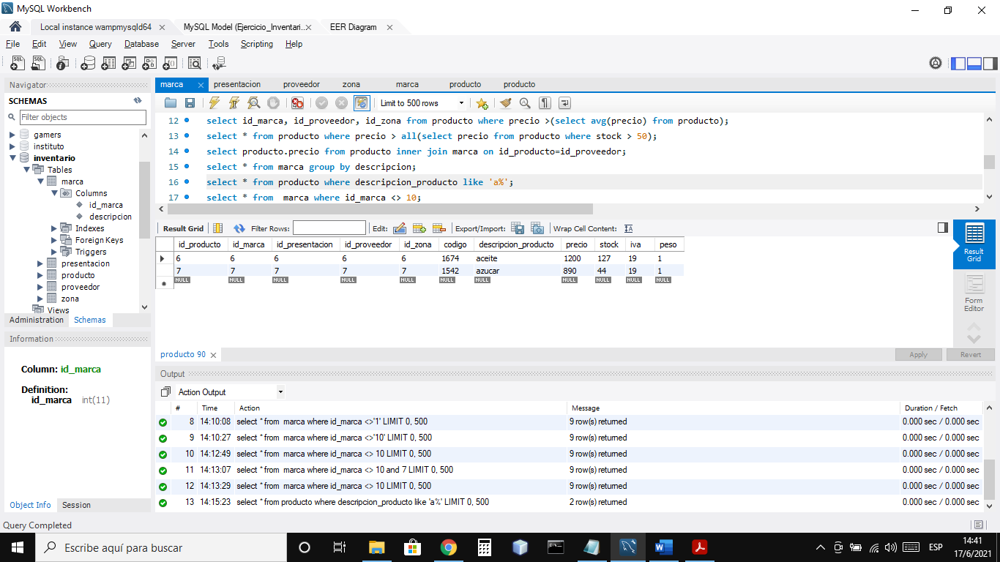 MySQL Workbench
Local instance wampmysqld64 MySQL Model (Ejercicio_Inventari... EER Diagram
File Edit View Query Database Server Tools Scripting Help
Navigator
SCHEMAS
Filter objects
gamers
instituto
inventario
Tables
marca
Columns
id_marca
descripcion
Indexes
Foreign Keys
Triggers
presentacion
producto
proveedor
zona
Views
Administration Schemas
Information
Column: id_marca
Definition:
id_marca int(11)
Object Info Session
marca presentacion proveedor zona marca producto producto
Limit to 500 rows
12 select id_marca, id_proveedor, id_zona from producto where precio >(select avg(precio) from producto);
13 select * from producto where precio > all(select precio from producto where stock > 50);
14 select producto.precio from producto inner join marca on id_producto=id_proveedor;
15 select * from marca group by descripcion;
16 select * from producto where descripcion_producto like 'a%';
17 select * from  marca where id_marca <> 10;
Result Grid Filter Rows: Edit: Export/Import: Wrap Cell Content:
id_producto id_marca id_presentacion id_proveedor id_zona codigo descripcion_producto precio stock iva peso
6 6 6 6 6 1674 aceite 1200 127 19 1
7 7 7 7 7 1542 azucar 890 44 19 1
NULL NULL NULL NULL NULL NULL NULL NULL NULL NULL NULL
Result
Grid
Form
Editor
producto 90 Apply Revert
Output
Action Output
# Time Action Message Duration / Fetch
8 14:10:08 select * from  marca where id_marca <>'1' LIMIT 0, 500 9 row(s) returned 0.000 sec / 0.000 sec
9 14:10:27 select * from  marca where id_marca <>'10' LIMIT 0, 500 9 row(s) returned 0.000 sec / 0.000 sec
10 14:12:49 select * from  marca where id_marca <> 10 LIMIT 0, 500 9 row(s) returned 0.000 sec / 0.000 sec
11 14:13:07 select * from  marca where id_marca <> 10 and 7 LIMIT 0, 500 9 row(s) returned 0.000 sec / 0.000 sec
12 14:13:29 select * from  marca where id_marca <> 10 LIMIT 0, 500 9 row(s) returned 0.000 sec / 0.000 sec
13 14:15:23 select * from producto where descripcion_producto like 'a%' LIMIT 0, 500 2 row(s) returned 0.000 sec / 0.000 sec
Query Completed
Escribe aquí para buscar
ESP
14:41
17/6/2021